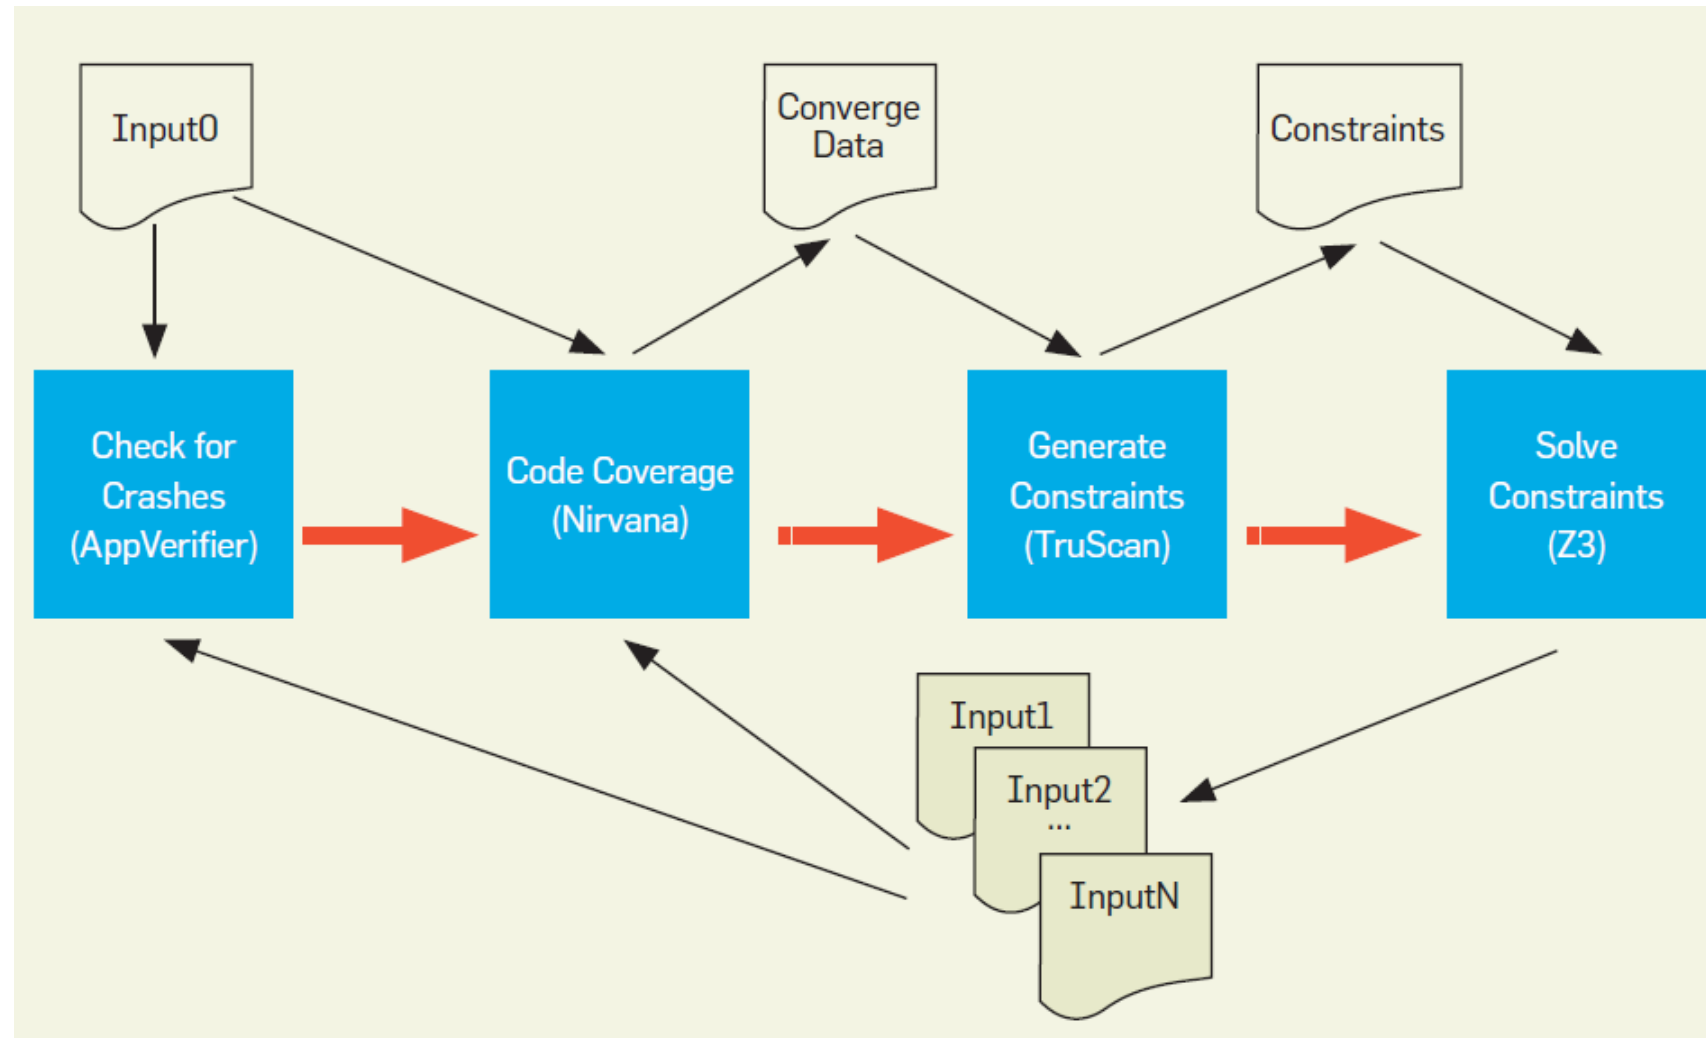 Input0
Converge
Data
Constraints
Check for
Crashes
(AppVerifier)
Code Coverage
(Nirvana)
Generate
Constraints
(TruScan)
Solve
Constraints
(Z3)
Input1
Input2
...
InputN